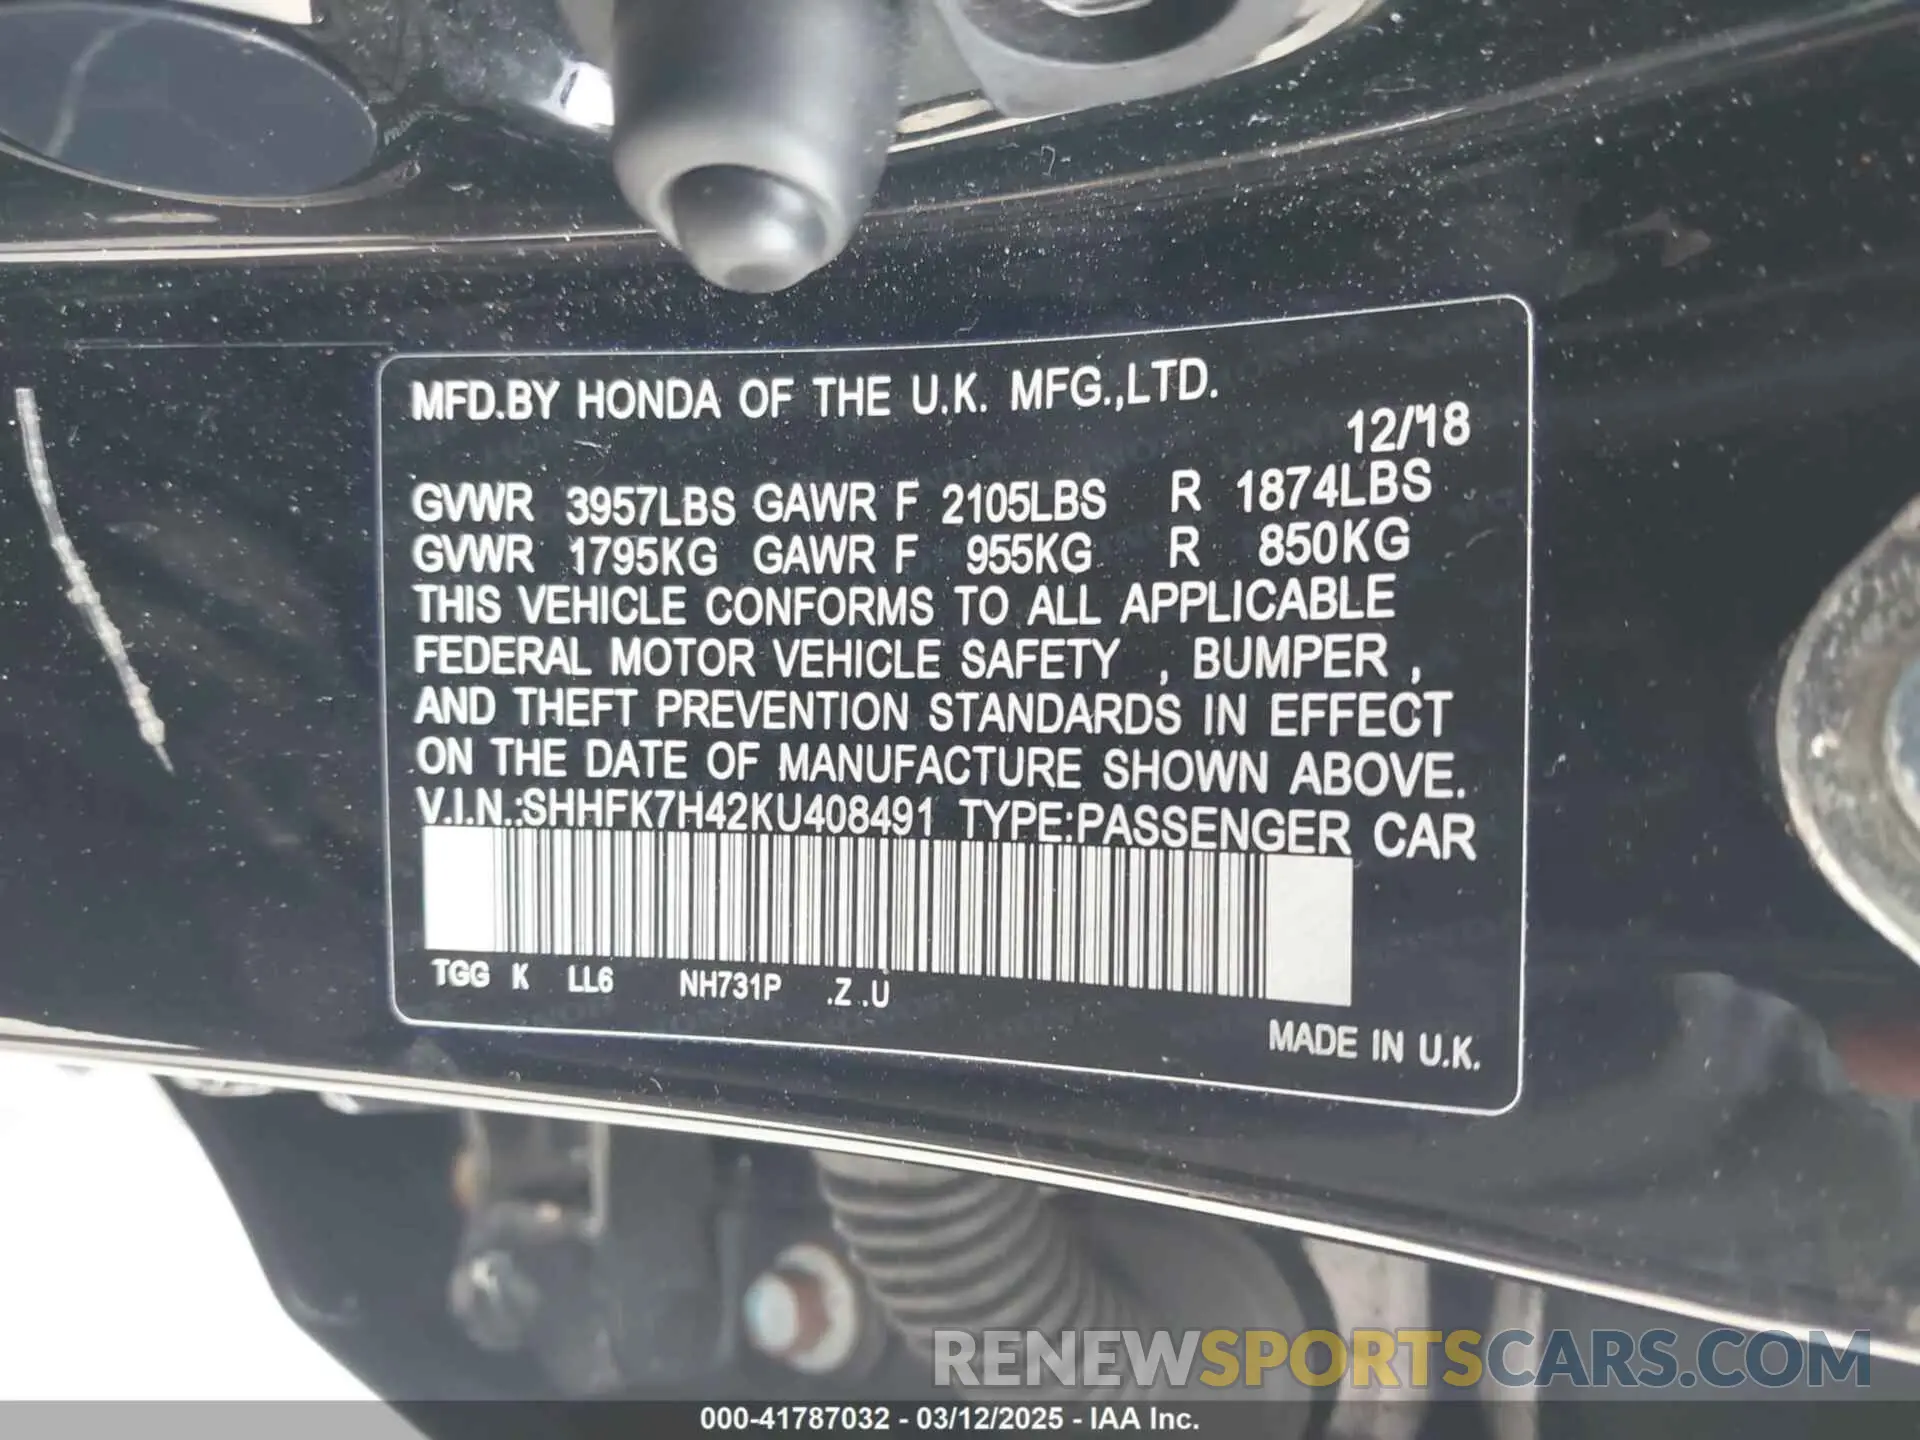 MFD.BY HONDA OF THE U.K. MFG.,LTD.
12/18
GVWR 3957LBS GAWR F 2105LBS R 1874LBS
GVWR 1795KG GAWR F 955KG R 850KG
THIS VEHICLE CONFORMS TO ALL APPLICABLE
FEDERAL MOTOR VEHICLE SAFETY , BUMPER ,
AND THEFT PREVENTION STANDARDS IN EFFECT
ON THE DATE OF MANUFACTURE SHOWN ABOVE.
V.I.N.:SHHFK7H42KU408491 TYPE:PASSENGER CAR
TGG K LL6 NH731P .Z .U
MADE IN U.K.
RENEWSPORTSCARS.COM
000-41787032 - 03/12/2025 - IAA Inc.